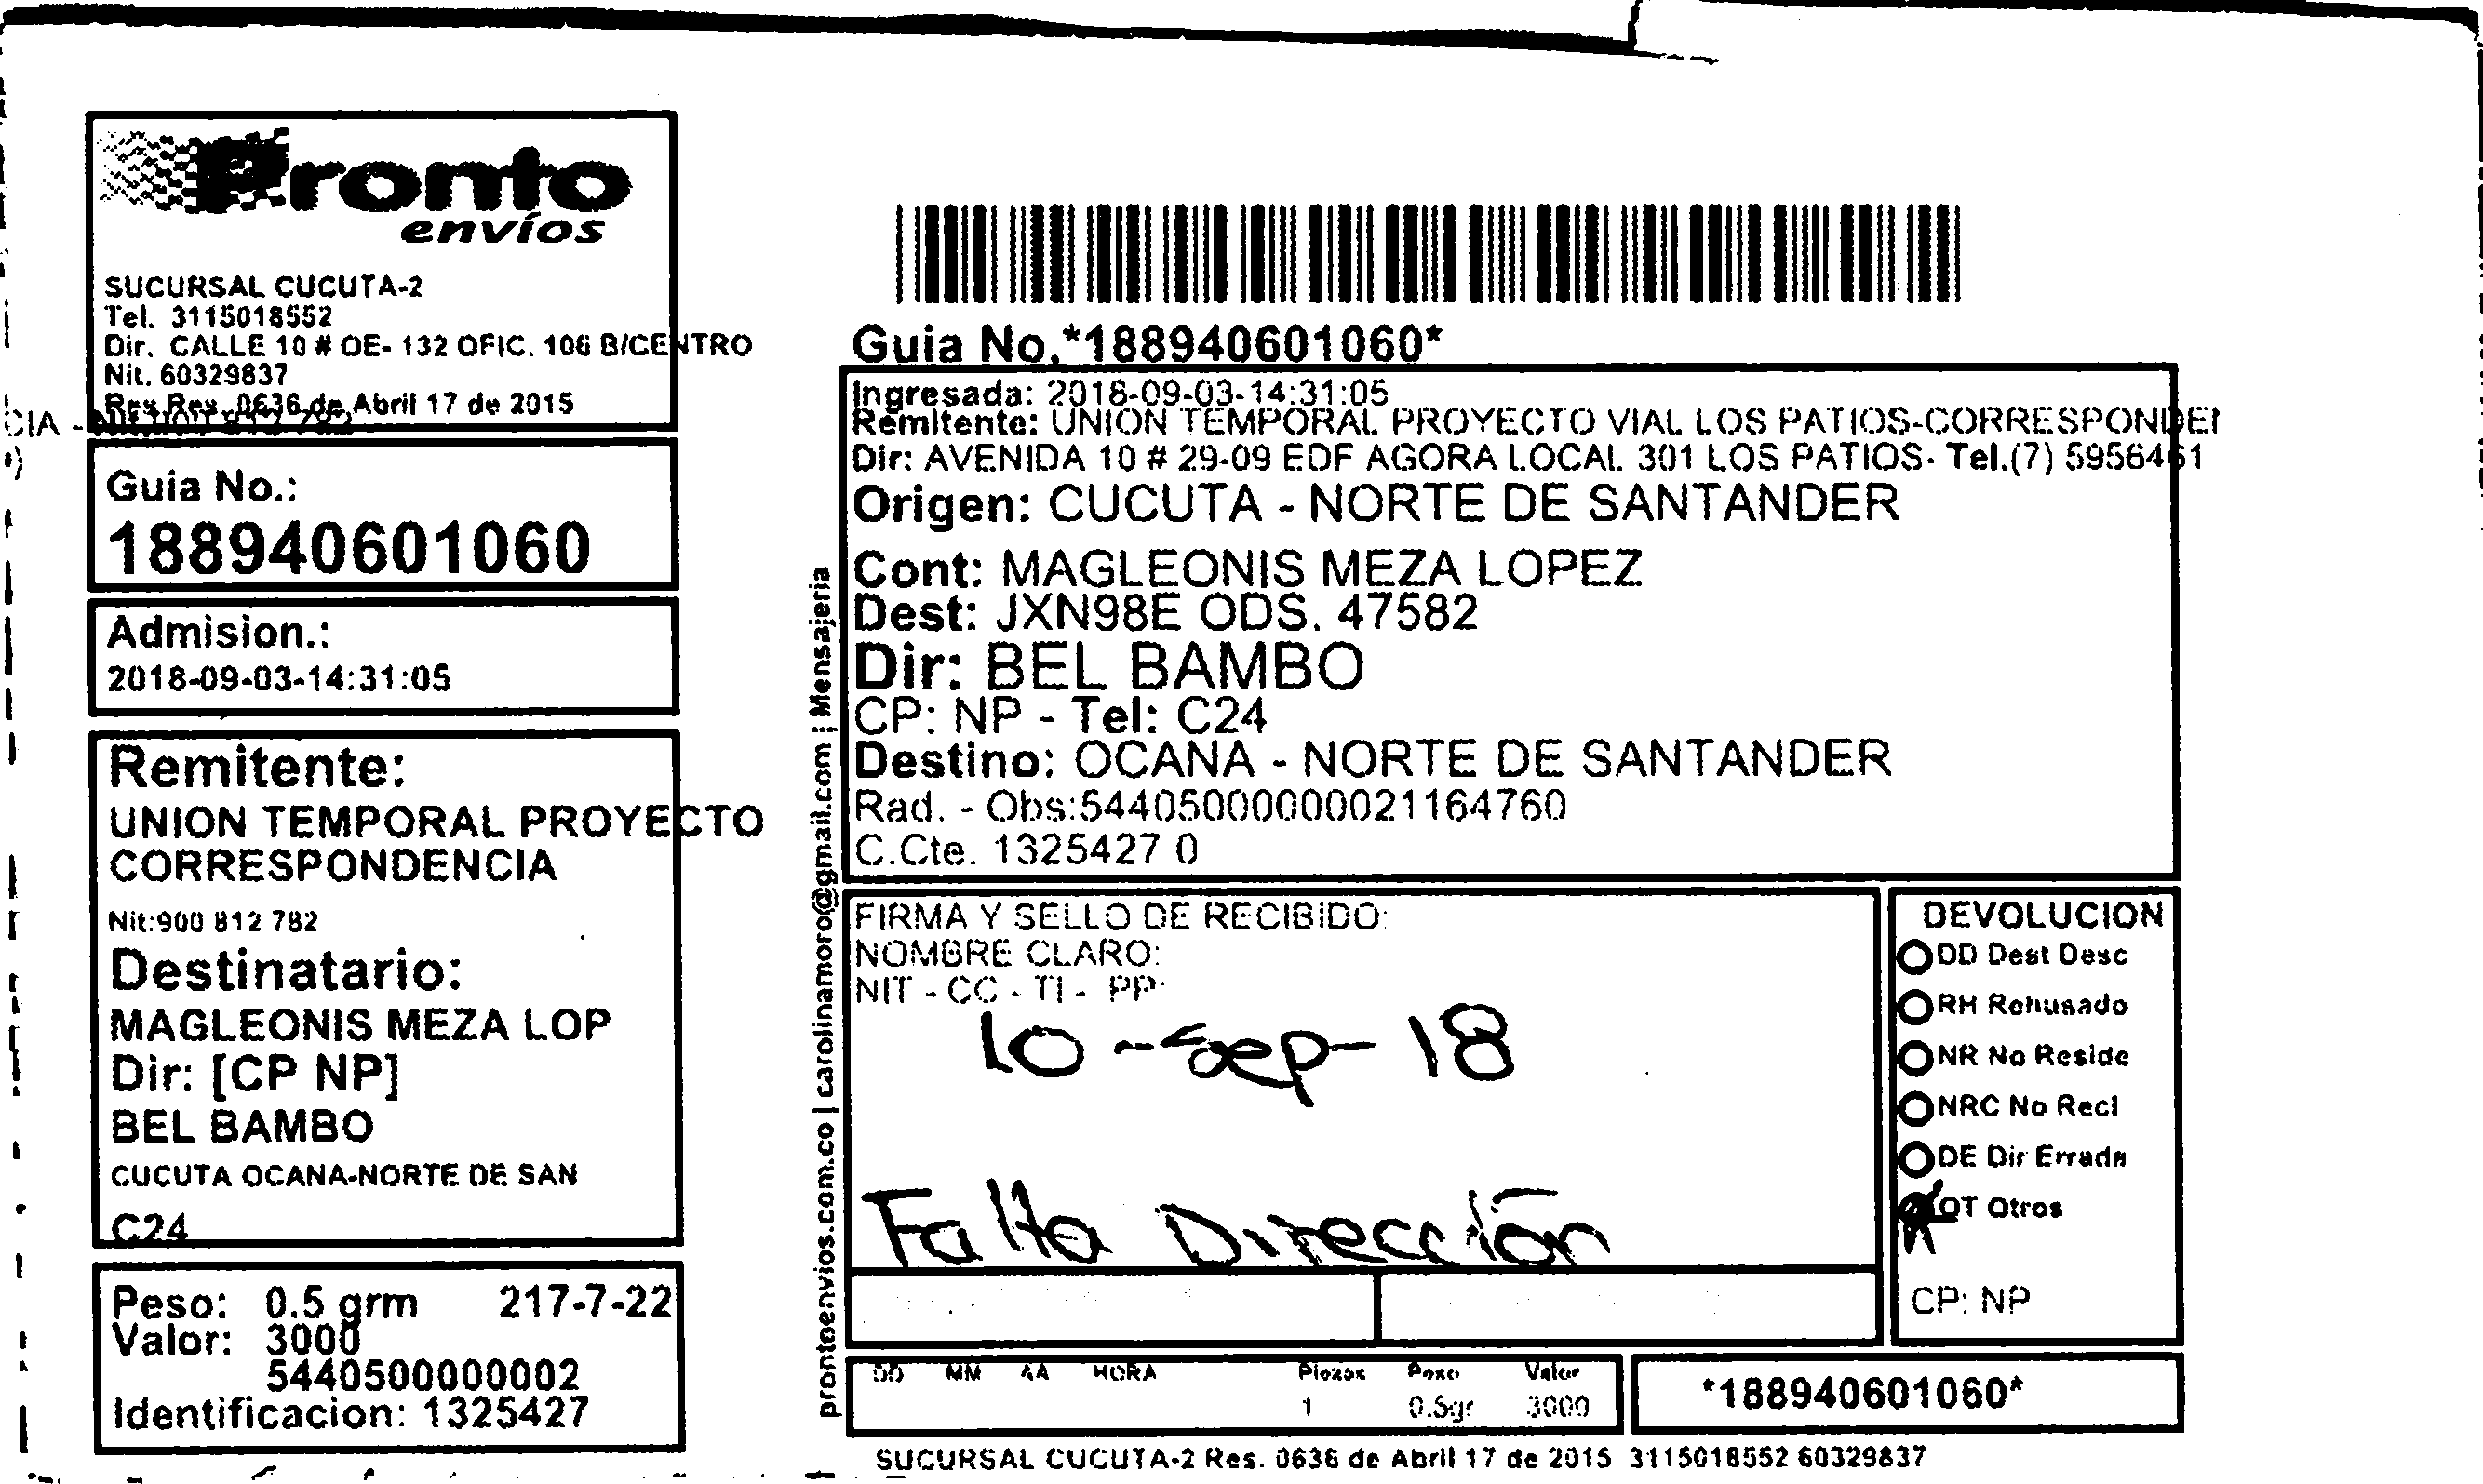 Pronto
envíos
SUCURSAL CUCUTA-2
Tel. 3115018552
Dir. CALLE 10 # OE- 132 OFIC. 106 B/CENTRO
Nit. 60329837
Res Res. 0636 de Abril 17 de 2015
CIA -
Guia No.:
188940601060
Admision.:
2018-09-03-14:31:05
Remitente:
UNION TEMPORAL PROYECTO
CORRESPONDENCIA
Nit:900 812 782
Destinatario:
MAGLEONIS MEZA LOP
Dir: [CP NP]
BEL BAMBO
CUCUTA OCANA-NORTE DE SAN
C24
Peso: 0.5 grm 217-7-22
Valor: 3000
5440500000002
Identificacion: 1325427
prontoenvios.com.co | carolinamoro@gmail.com | Mensajeria
Guia No.*188940601060*
Ingresada: 2018-09-03-14:31:05
Remitente: UNION TEMPORAL PROYECTO VIAL LOS PATIOS-CORRESPONDEN
Dir: AVENIDA 10 # 29-09 EDF AGORA LOCAL 301 LOS PATIOS- Tel.(7) 5956461
Origen: CUCUTA - NORTE DE SANTANDER
Cont: MAGLEONIS MEZA LOPEZ
Dest: JXN98E ODS. 47582
Dir: BEL BAMBO
CP: NP - Tel: C24
Destino: OCANA - NORTE DE SANTANDER
Rad. - Obs:544050000000021164760
C.Cte. 1325427 0
FIRMA Y SELLO DE RECIBIDO:
NOMBRE CLARO:
NIT - CC - TI - PP:
10-sep-18
Falta Dirección
DEVOLUCION
DD Dest Desc
RH Rehusado
NR No Reside
NRC No Recl
DE Dir Errada
OT Otros
CP: NP
DD MM AA HORA Piezas Peso Valor
1 0.5gr 3000
*188940601060*
SUCURSAL CUCUTA-2 Res. 0636 de Abril 17 de 2015 3115018552 60329837